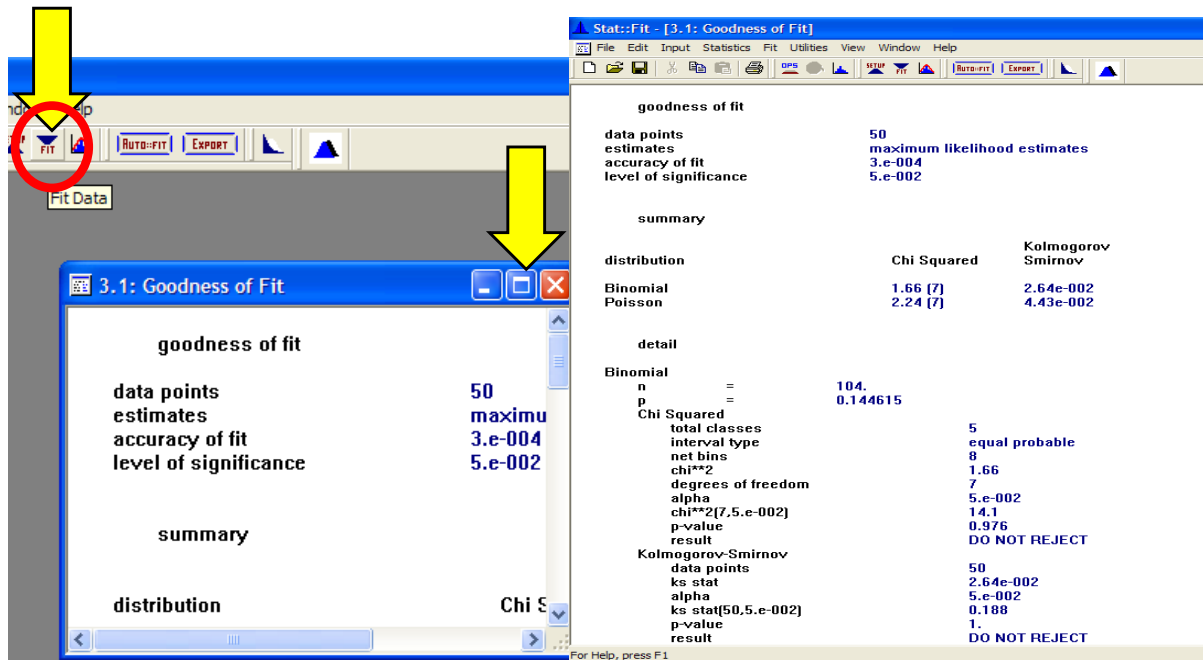 FIT
AUTO::FIT
EXPORT
Fit Data
3.1: Goodness of Fit
goodness of fit
data points 50
estimates maximu
accuracy of fit 3.e-004
level of significance 5.e-002
summary
distribution Chi S
Stat::Fit - [3.1: Goodness of Fit]
File Edit Input Statistics Fit Utilities View Window Help
OPS SETUP FIT AUTO::FIT EXPORT
goodness of fit
data points 50
estimates maximum likelihood estimates
accuracy of fit 3.e-004
level of significance 5.e-002
summary
distribution Chi Squared Kolmogorov Smirnov
Binomial 1.66 (7) 2.64e-002
Poisson 2.24 (7) 4.43e-002
detail
Binomial
n = 104.
p = 0.144615
Chi Squared
total classes 5
interval type equal probable
net bins 8
chi**2 1.66
degrees of freedom 7
alpha 5.e-002
chi**2(7,5.e-002) 14.1
p-value 0.976
result DO NOT REJECT
Kolmogorov-Smirnov
data points 50
ks stat 2.64e-002
alpha 5.e-002
ks stat(50,5.e-002) 0.188
p-value 1.
result DO NOT REJECT
For Help, press F1